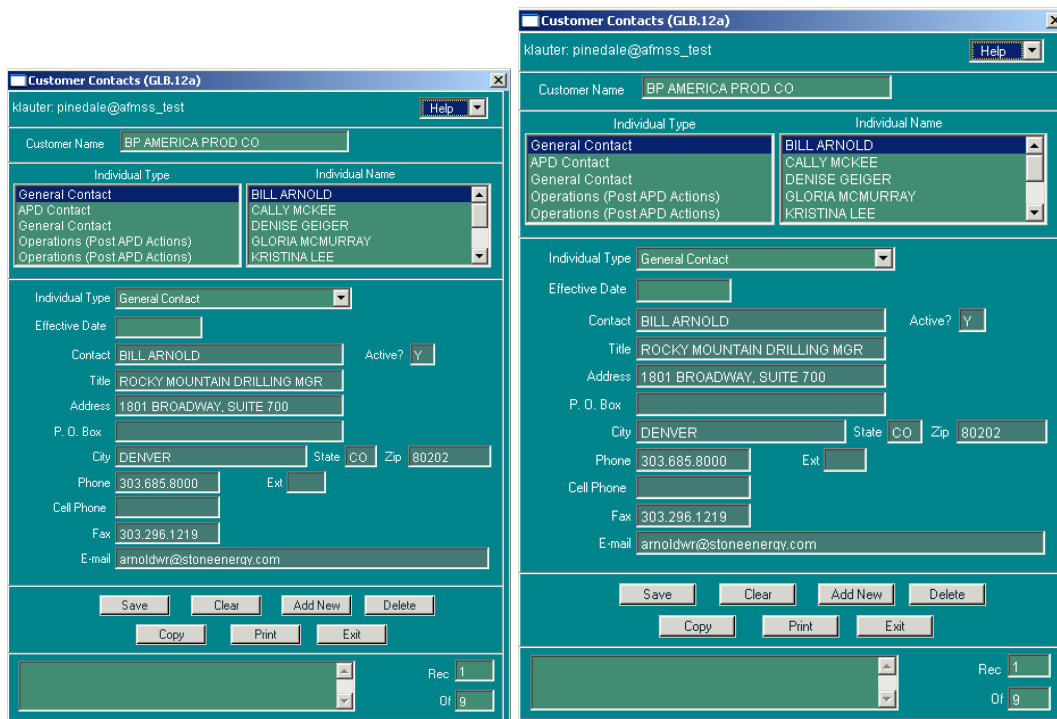 Customer Contacts (GLB.12a)
klauter: pinedale@afmss_test Help
Customer Name BP AMERICA PROD CO
Individual Type Individual Name
General Contact BILL ARNOLD
APD Contact CALLY MCKEE
General Contact DENISE GEIGER
Operations (Post APD Actions) GLORIA MCMURRAY
Operations (Post APD Actions) KRISTINA LEE
Individual Type General Contact
Effective Date
Contact BILL ARNOLD Active? Y
Title ROCKY MOUNTAIN DRILLING MGR
Address 1801 BROADWAY, SUITE 700
P. O. Box
City DENVER State CO Zip 80202
Phone 303.685.8000 Ext
Cell Phone
Fax 303.296.1219
E-mail arnoldwr@stoneenergy.com
Save Clear Add New Delete
Copy Print Exit
Rec 1
Of 9
Customer Contacts (GLB.12a)
klauter: pinedale@afmss_test Help
Customer Name BP AMERICA PROD CO
Individual Type Individual Name
General Contact BILL ARNOLD
APD Contact CALLY MCKEE
General Contact DENISE GEIGER
Operations (Post APD Actions) GLORIA MCMURRAY
Operations (Post APD Actions) KRISTINA LEE
Individual Type General Contact
Effective Date
Contact BILL ARNOLD Active? Y
Title ROCKY MOUNTAIN DRILLING MGR
Address 1801 BROADWAY, SUITE 700
P. O. Box
City DENVER State CO Zip 80202
Phone 303.685.8000 Ext
Cell Phone
Fax 303.296.1219
E-mail arnoldwr@stoneenergy.com
Save Clear Add New Delete
Copy Print Exit
Rec 1
Of 9